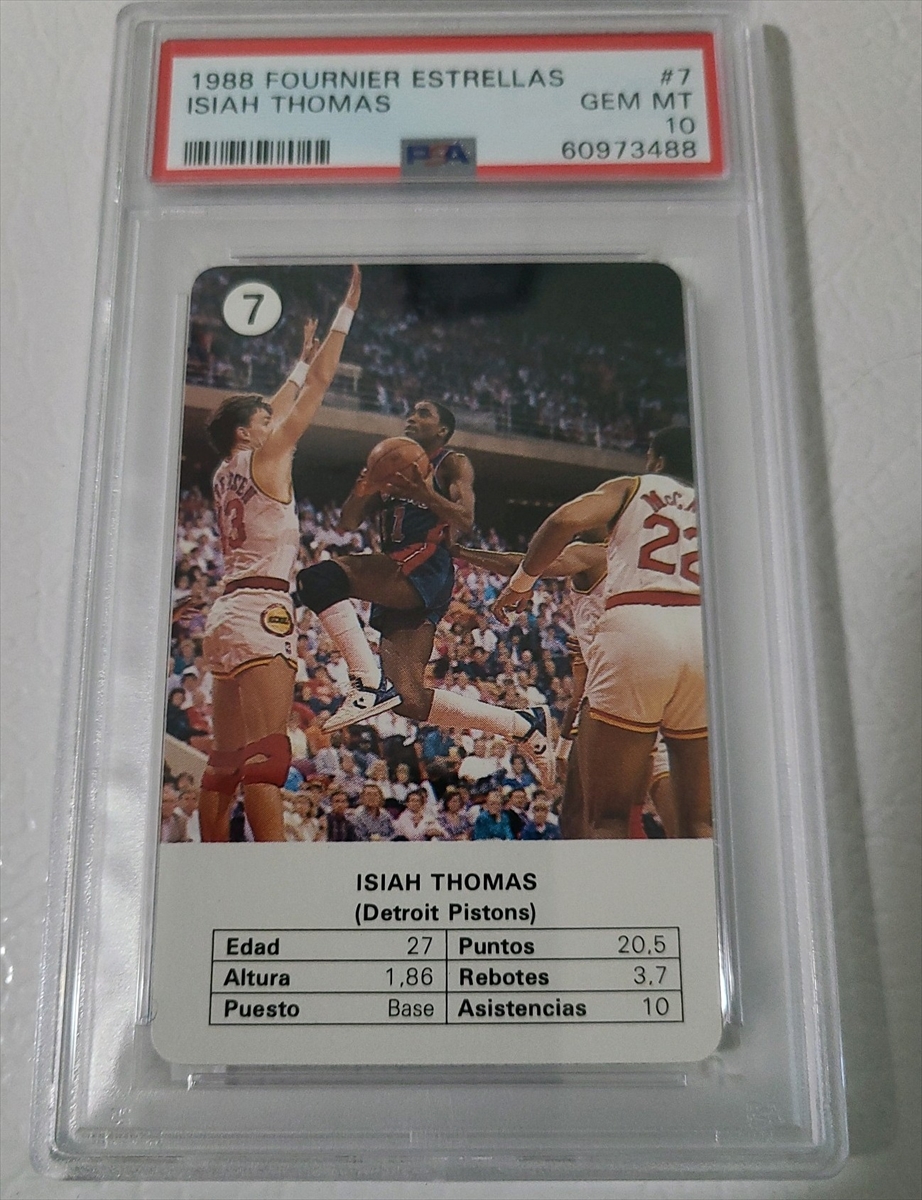 1988 FOURNIER ESTRELLAS #7
ISIAH THOMAS GEM MT
10
PSA 60973488
7
11
22
ISIAH THOMAS
(Detroit Pistons)
Edad 27 Puntos 20,5
Altura 1,86 Rebotes 3,7
Puesto Base Asistencias 10